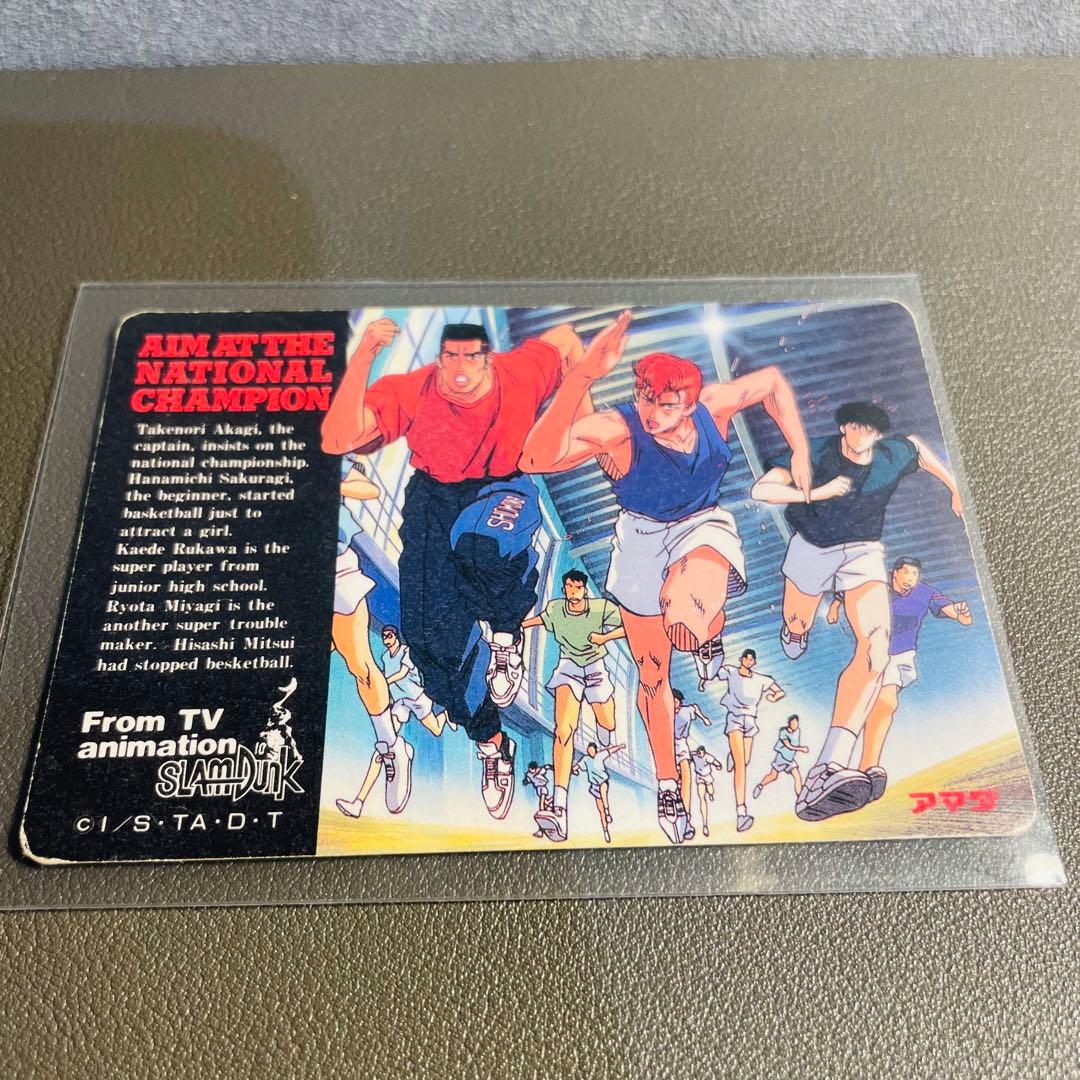 AIM AT THE
NATIONAL
CHAMPION
Takenori Akagi, the
captain, insists on the
national championship.
Hanamichi Sakuragi,
the beginner, started
basketball just to
attract a girl.
Kaede Rukawa is the
super player from
junior high school.
Ryota Miyagi is the
another super trouble
maker. Hisashi Mitsui
had stopped besketball.
From TV
animation
SLAM DUNK
©I/S・TA・D・T
SHOHK
アマダ